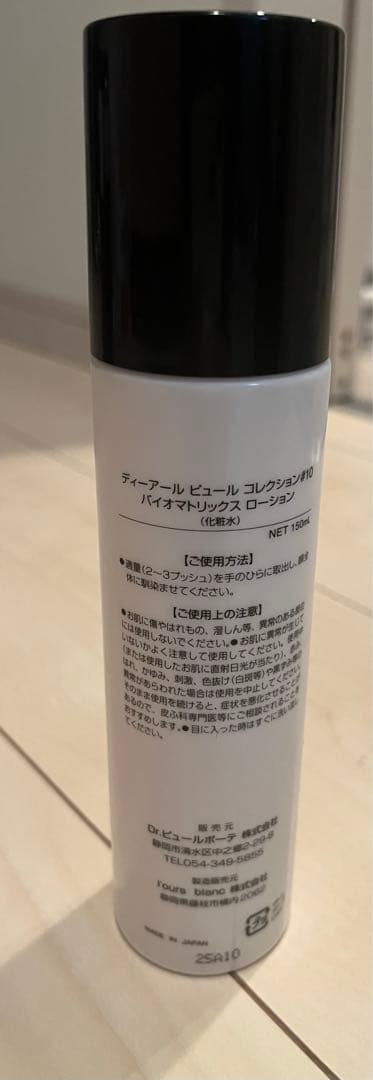 ディーアール ピュール コレクション#10
バイオマトリックス ローション
(化粧水)
NET 150mL
【ご使用方法】
●適量(2〜3プッシュ)を手のひらに取出し、顔全
体に馴染ませてください。
【ご使用上の注意】
●お肌に傷やはれもの、湿しん等、異常のある部位
には使用しないでください。●お肌に異常が生じて
いないかよく注意して使用してください。使用中
(または使用したお肌に直射日光が当たり)、赤み、
はれ、かゆみ、刺激、色抜け(白斑等)や黒ずみ等の
異常があらわれた場合は使用を中止してください。
そのまま使用を続けると、症状を悪化させることが
あるので、皮ふ科専門医等にご相談されることを
おすすめします。●目に入った時はすぐに洗い流し
てください。
販売元
Dr.ピュールボーテ 株式会社
静岡市清水区中之郷2-29-8
TEL054-349-5855
製造販売元
l'ours blanc 株式会社
静岡県藤枝市横内2062
MADE IN JAPAN
プラ
25A10